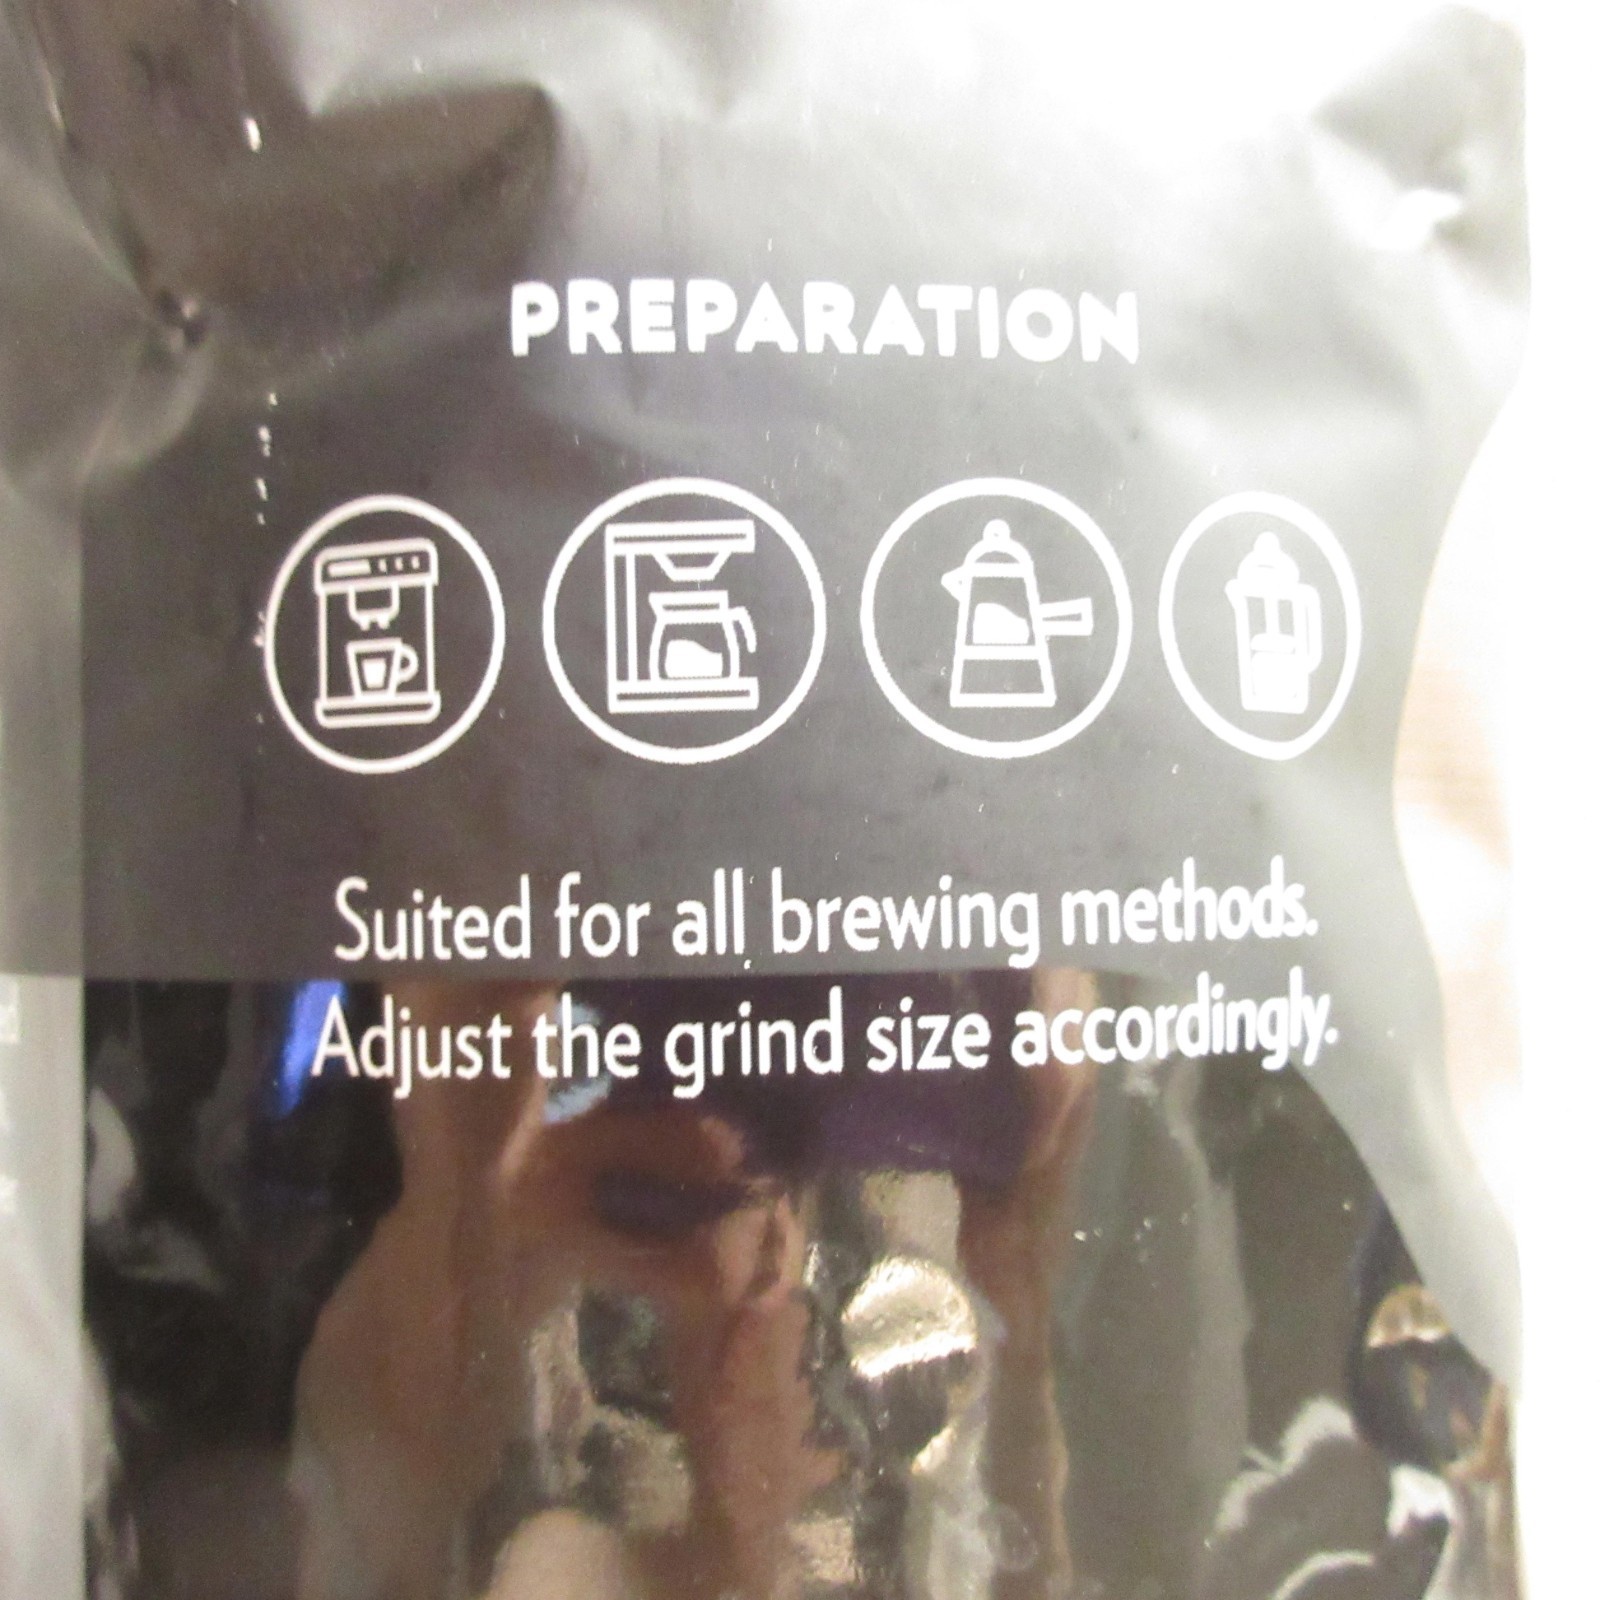 PREPARATION
Suited for all brewing methods.
Adjust the grind size accordingly.